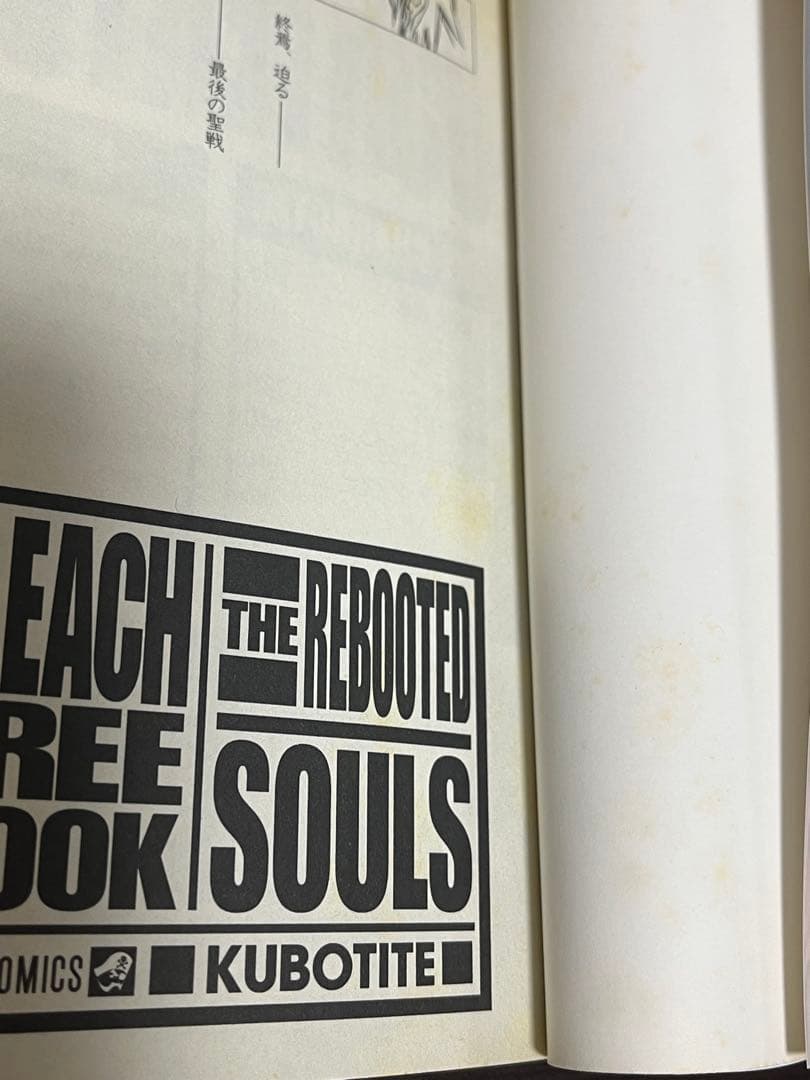 終焉、迫る――
――最後の聖戦
EACH
REE
OOK
THE REBOOTED
SOULS
OMICS
KUBOTITE